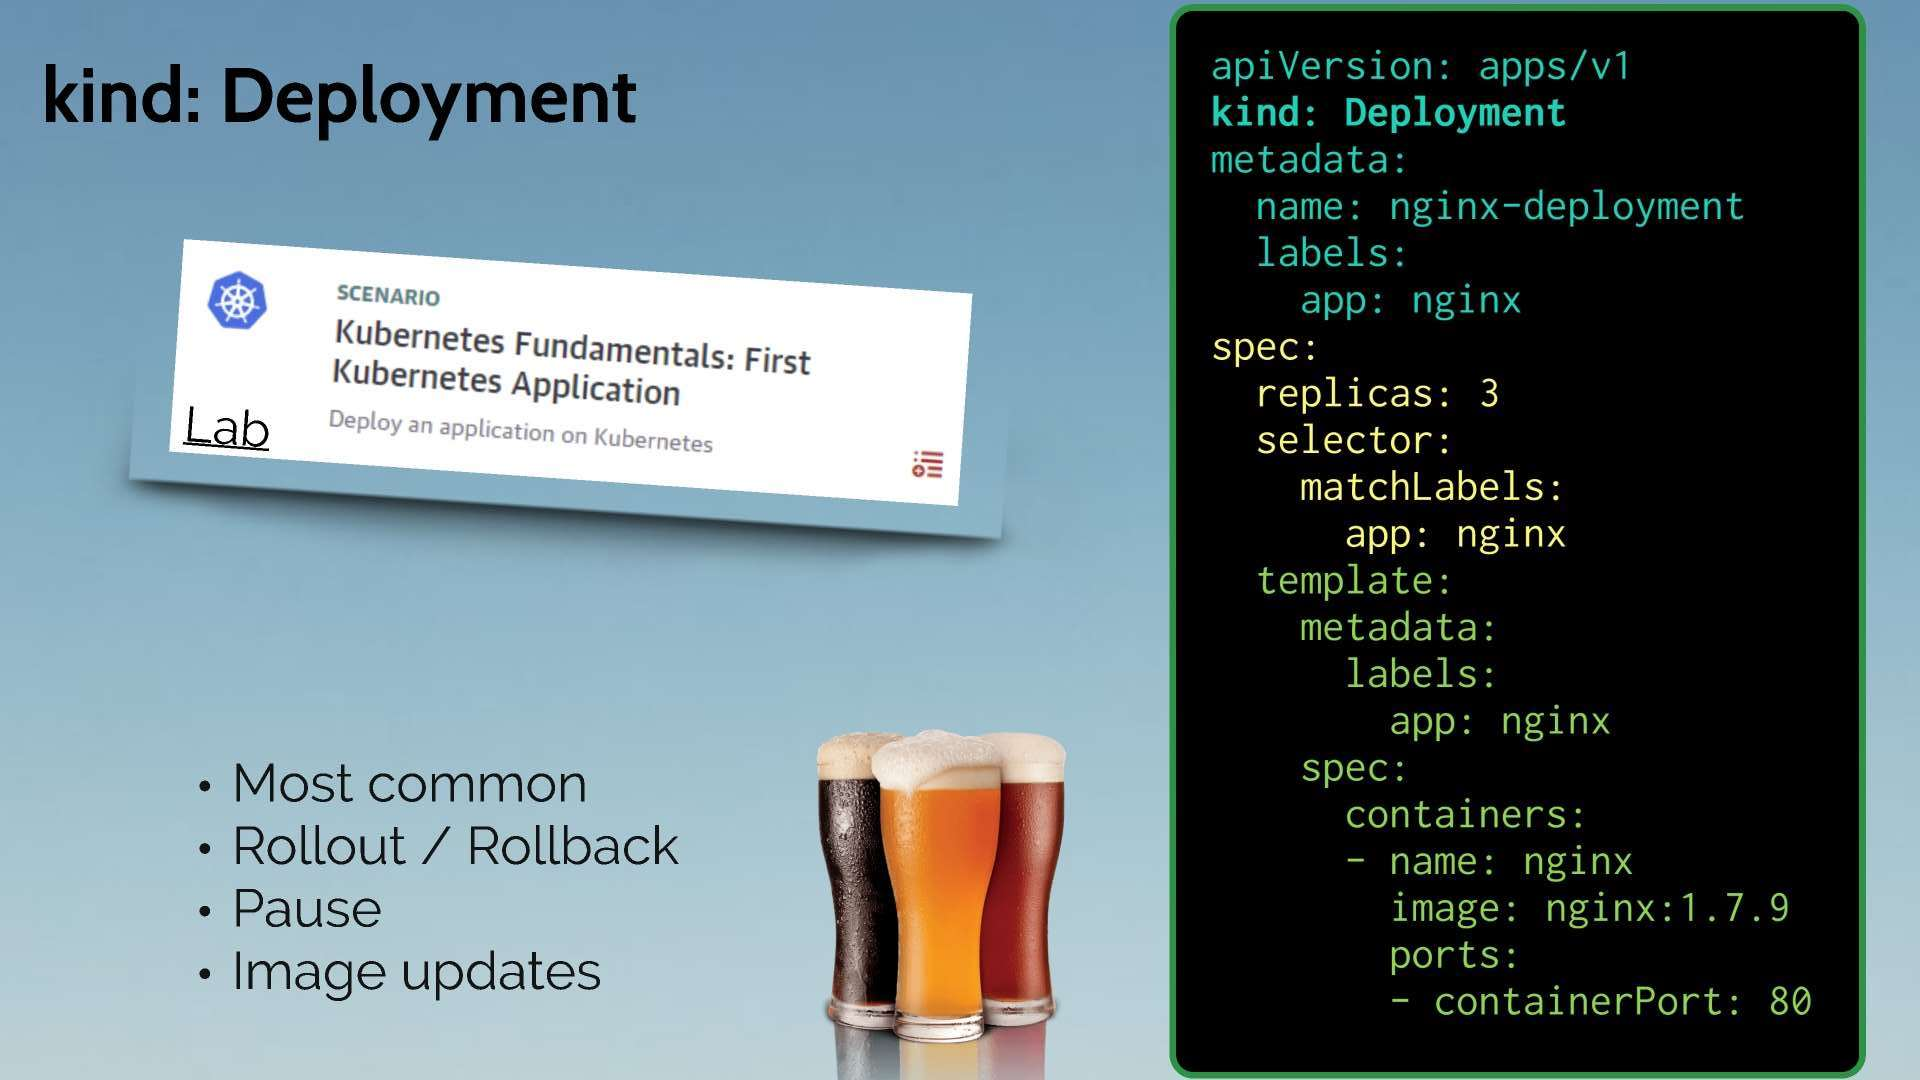 kind: Deployment
SCENARIO
Kubernetes Fundamentals: First
Kubernetes Application
Deploy an application on Kubernetes
Lab
• Most common
• Rollout / Rollback
• Pause
• Image updates
apiVersion: apps/v1
kind: Deployment
metadata:
  name: nginx-deployment
  labels:
    app: nginx
spec:
  replicas: 3
  selector:
    matchLabels:
      app: nginx
  template:
    metadata:
      labels:
        app: nginx
    spec:
      containers:
      - name: nginx
        image: nginx:1.7.9
        ports:
        - containerPort: 80